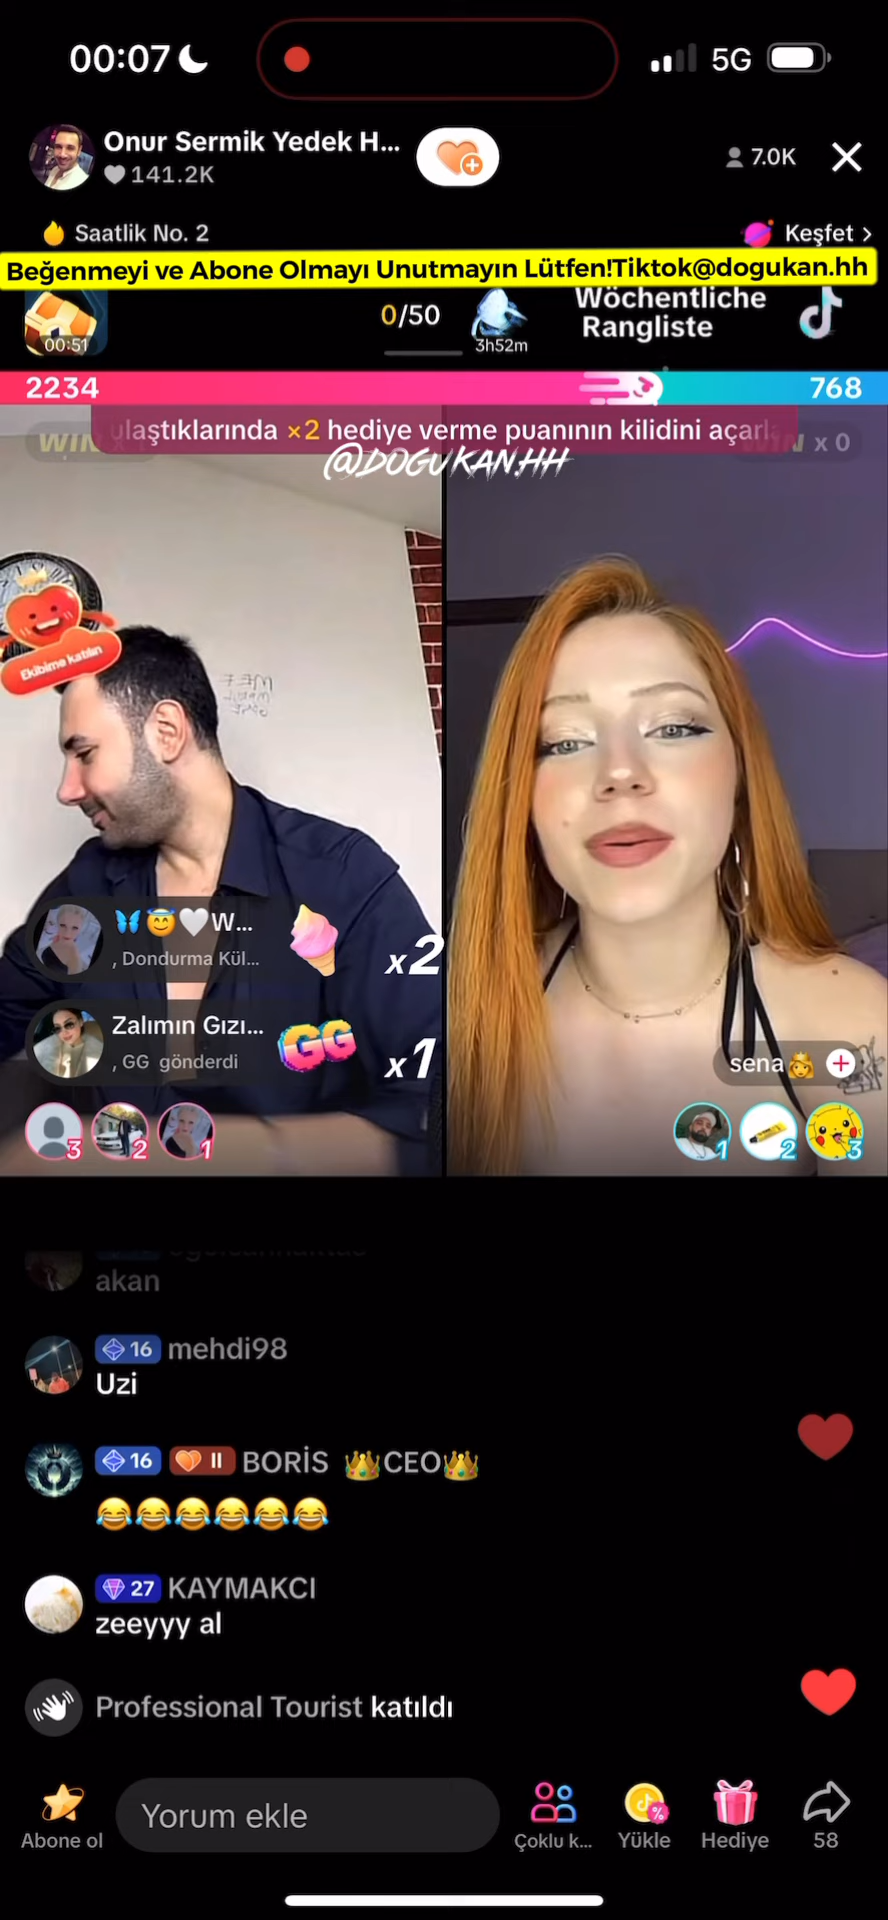 00:07
5G
Onur Sermik Yedek H...
141.2K
7.0K
Saatlik No. 2
Keşfet >
Beğenmeyi ve Abone Olmayı Unutmayın Lütfen!Tiktok@dogukan.hh
00:51
0/50
3h52m
Wöchentliche
Rangliste
2234
768
ulaştıklarında ×2 hediye verme puanının kilidini açarla
WIN
x 0
@DOGUKAN.HH
Ekibime katılın
W...
, Dondurma Kül...
x2
Zalımın Gızı...
, GG gönderdi
GG
x1
sena
3
2
1
1
2
3
akan
16 mehdi98
Uzi
16 II BORİS CEO
😂😂😂😂😂😂
27 KAYMAKCI
zeeyyy al
Professional Tourist katıldı
Abone ol
Yorum ekle
Çoklu k...
Yükle
Hediye
58